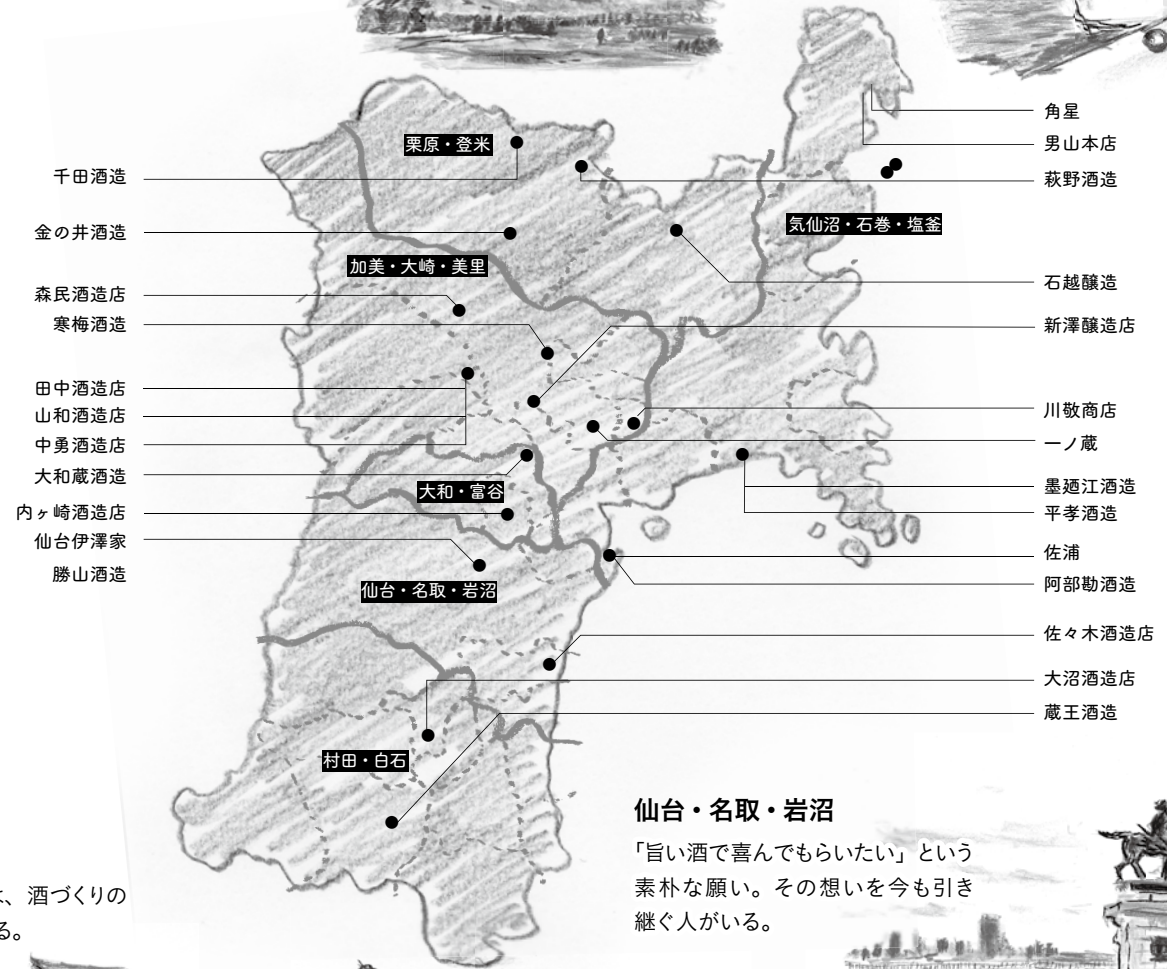 栗原・登米
気仙沼・石巻・塩釜
加美・大崎・美里
大和・富谷
仙台・名取・岩沼
村田・白石
千田酒造
金の井酒造
森民酒造店
寒梅酒造
田中酒造店
山和酒造店
中勇酒造店
大和蔵酒造
内ヶ崎酒造店
仙台伊澤家
勝山酒造
角星
男山本店
萩野酒造
石越醸造
新澤醸造店
川敬商店
一ノ蔵
墨廼江酒造
平孝酒造
佐浦
阿部勘酒造
佐々木酒造店
大沼酒造店
蔵王酒造
、酒づくりの
る。
仙台・名取・岩沼
「旨い酒で喜んでもらいたい」という
素朴な願い。その想いを今も引き
継ぐ人がいる。